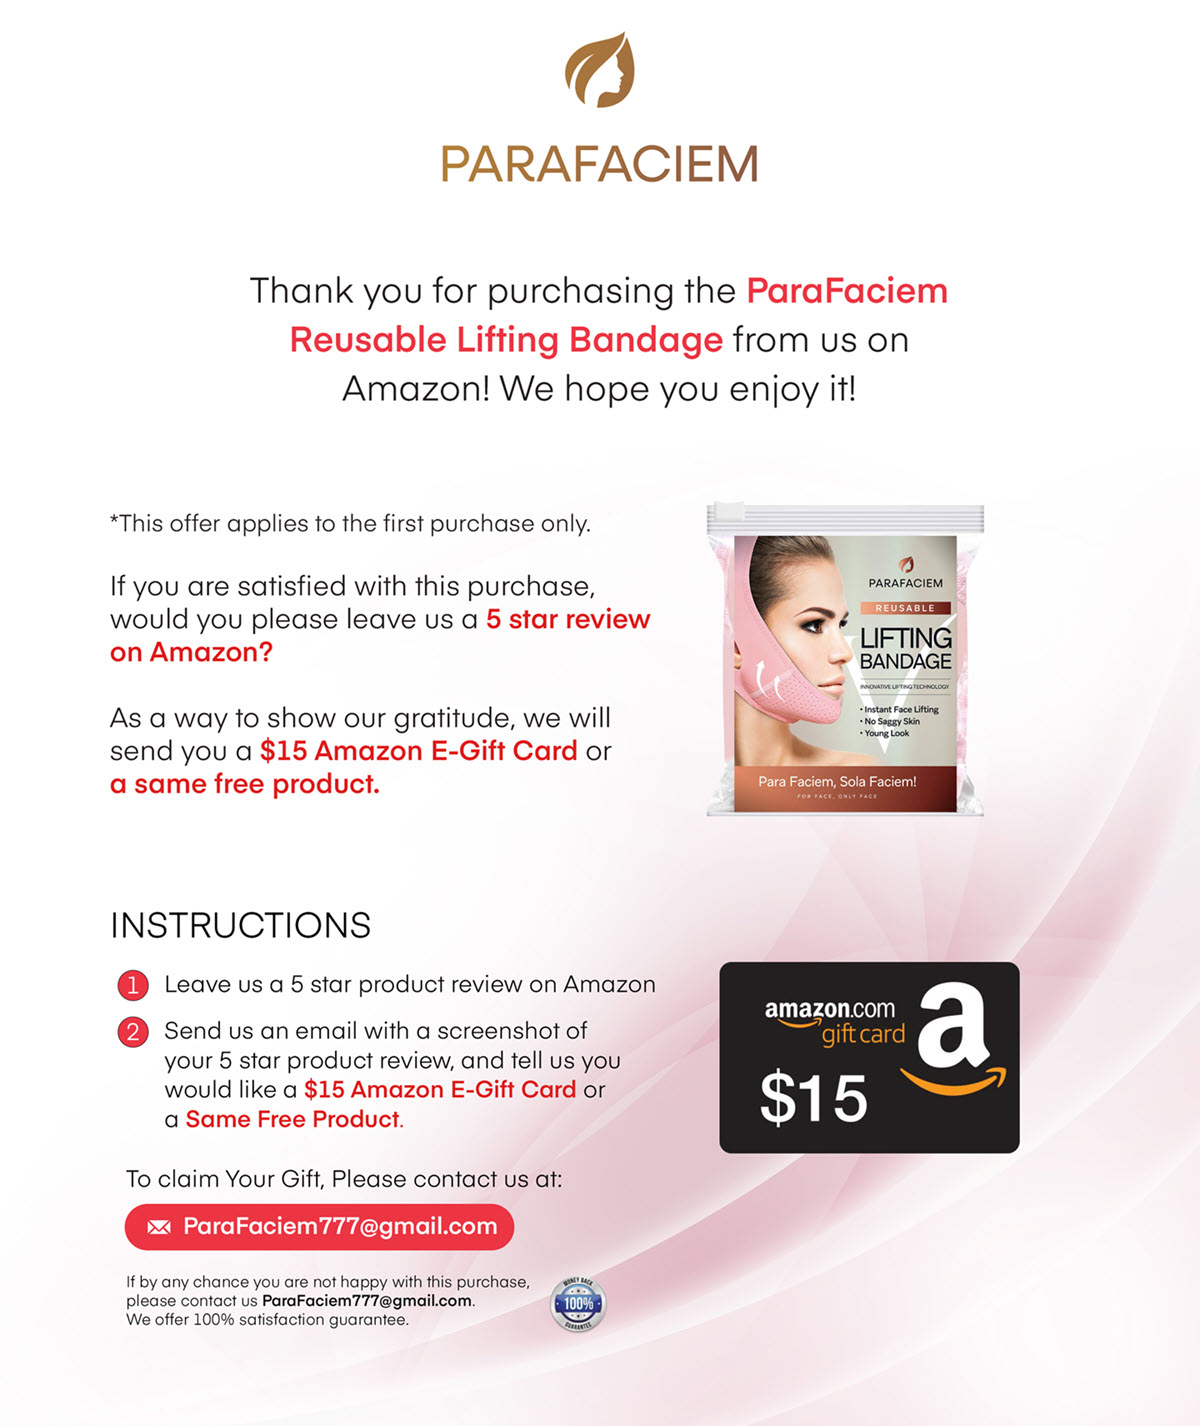 PARAFACIEM
Thank you for purchasing the ParaFaciem
Reusable Lifting Bandage from us on
Amazon! We hope you enjoy it!
*This offer applies to the first purchase only.
If you are satisfied with this purchase,
would you please leave us a 5 star review
on Amazon?
As a way to show our gratitude, we will
send you a $15 Amazon E-Gift Card or
a same free product.
PARAFACIEM
REUSABLE
V
LIFTING
BANDAGE
INNOVATIVE LIFTING TECHNOLOGY
• Instant Face Lifting
• No Saggy Skin
• Young Look
Para Faciem, Sola Faciem!
FOR FACE, ONLY FACE
INSTRUCTIONS
1 Leave us a 5 star product review on Amazon
2 Send us an email with a screenshot of
your 5 star product review, and tell us you
would like a $15 Amazon E-Gift Card or
a Same Free Product.
amazon.com
gift card
a
$15
To claim Your Gift, Please contact us at:
ParaFaciem777@gmail.com
If by any chance you are not happy with this purchase,
please contact us ParaFaciem777@gmail.com.
We offer 100% satisfaction guarantee.
MONEY BACK
100%
GUARANTEE